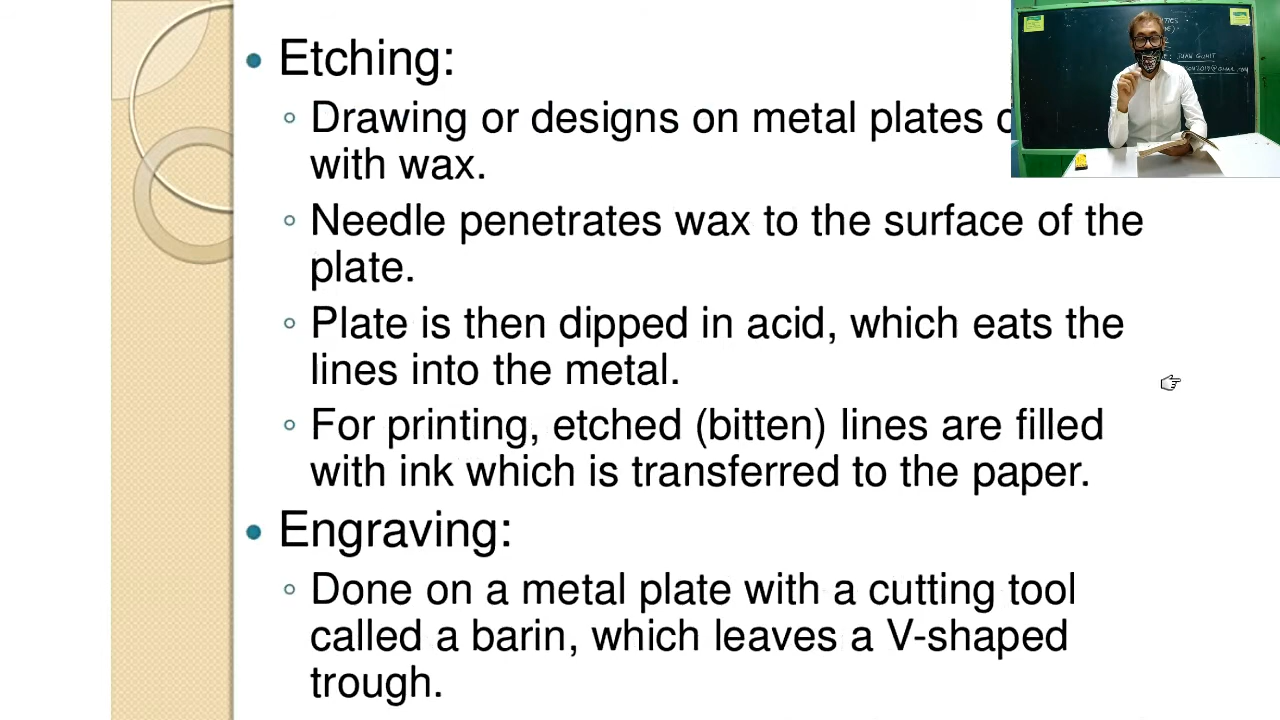 Etching:
Drawing or designs on metal plates
with wax.
Needle penetrates wax to the surface of the
plate.
Plate is then dipped in acid, which eats the
lines into the metal.
For printing, etched (bitten) lines are filled
with ink which is transferred to the paper.
Engraving:
Done on a metal plate with a cutting tool
called a barin, which leaves a V-shaped
trough.